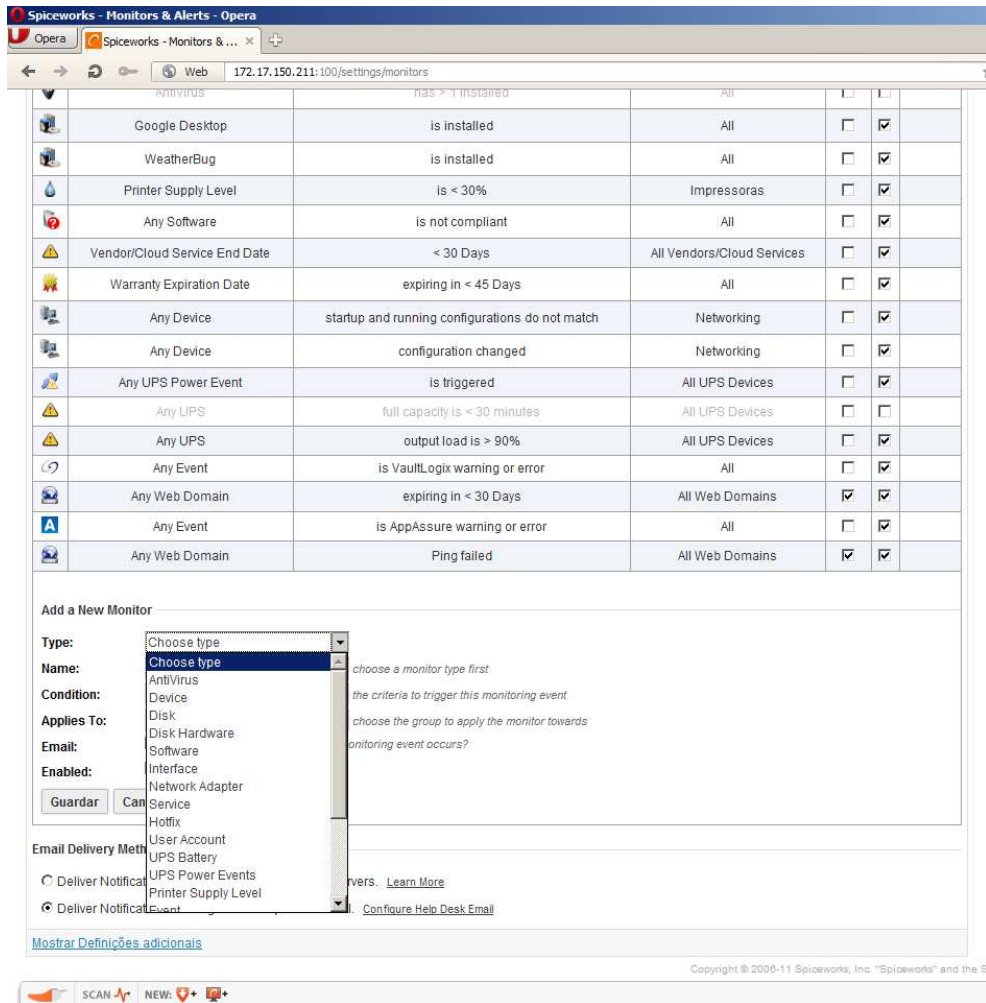 Spiceworks - Monitors & Alerts - Opera
Opera Spiceworks - Monitors & ...
Web 172.17.150.211:100/settings/monitors
Antivirus has > 1 installed All
Google Desktop is installed All
WeatherBug is installed All
Printer Supply Level is < 30% Impressoras
Any Software is not compliant All
Vendor/Cloud Service End Date < 30 Days All Vendors/Cloud Services
Warranty Expiration Date expiring in < 45 Days All
Any Device startup and running configurations do not match Networking
Any Device configuration changed Networking
Any UPS Power Event is triggered All UPS Devices
Any UPS full capacity is < 30 minutes All UPS Devices
Any UPS output load is > 90% All UPS Devices
Any Event is VaultLogix warning or error All
Any Web Domain expiring in < 30 Days All Web Domains
A Any Event is AppAssure warning or error All
Any Web Domain Ping failed All Web Domains
Add a New Monitor
Type: Choose type
Name: Choose type choose a monitor type first
AntiVirus
Condition: Device the criteria to trigger this monitoring event
Applies To: Disk choose the group to apply the monitor towards
Disk Hardware
Email: Software onitoring event occurs?
Enabled: Interface
Network Adapter
Guardar Can Service
Hotfix
User Account
Email Delivery Meth UPS Battery
UPS Power Events
Deliver Notificat rvers. Learn More
Printer Supply Level
Deliver Notificat Event l. Configure Help Desk Email
Mostrar Definições adicionais
Copyright © 2006-11 Spiceworks, Inc. "Spiceworks" and the S
SCAN NEW: + +